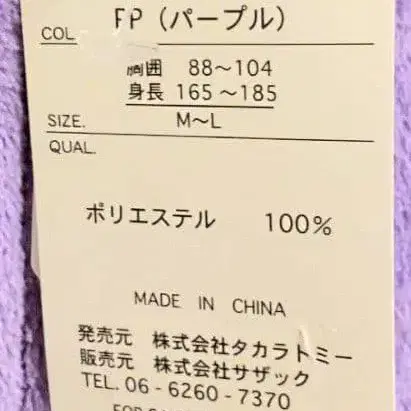 COL. FP（パープル）
胸囲 88～104
身長 165～185
SIZE. M～L
QUAL.
ポリエステル 100%
MADE IN CHINA
発売元 株式会社タカラトミー
販売元 株式会社サザック
TEL. 06-6260-7370